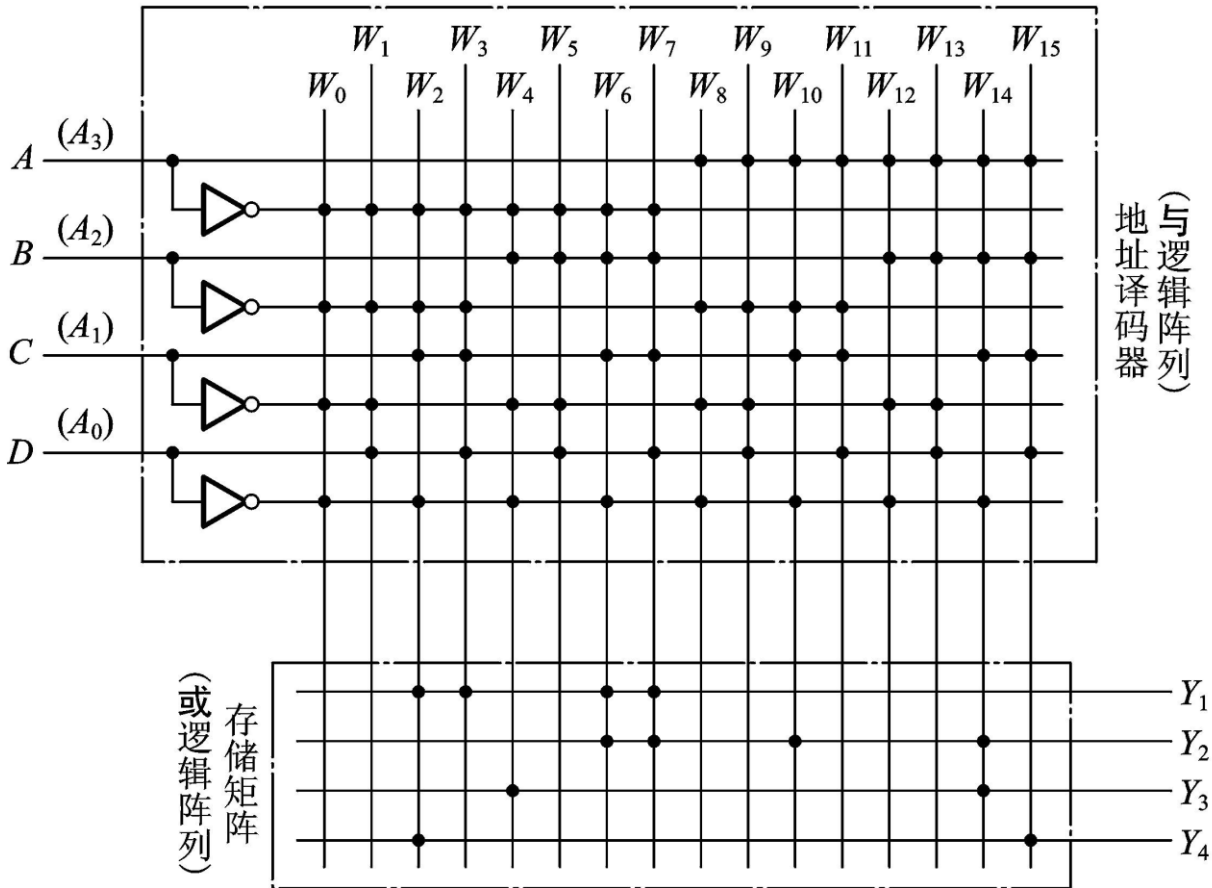 W₁ W₃ W₅ W₇ W₉ W₁₁ W₁₃ W₁₅
W₀ W₂ W₄ W₆ W₈ W₁₀ W₁₂ W₁₄
A (A₃)
B (A₂)
C (A₁)
D (A₀)
地址译码器
(与逻辑阵列)
存储矩阵
(或逻辑阵列)
Y₁
Y₂
Y₃
Y₄